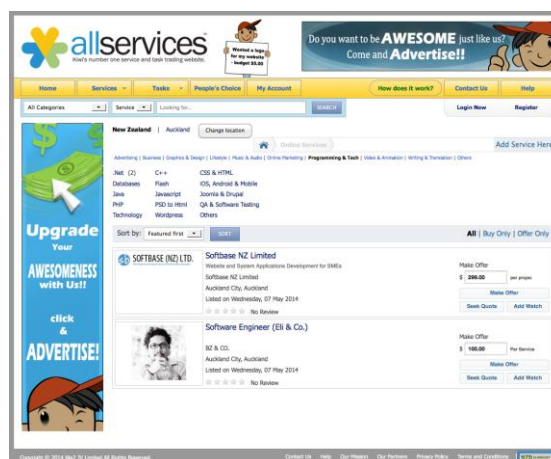 allservices
Kiwi's number one service and task trading website.
Wanted a logo
for my website
- budget $0.00
Do you want to be AWESOME just like us?
Come and Advertise!!
Home Services Tasks People's Choice My Account How does it work? Contact Us Help
All Categories Service Looking for... SEARCH Login Now Register
New Zealand | Auckland Change location
Online Services Add Service Here
Advertising | Business | Graphics & Design | Lifestyle | Music & Audio | Online Marketing | Programming & Tech | Video & Animation | Writing & Translation | Others
.Net (2) C++ CSS & HTML
Databases Flash iOS, Android & Mobile
Java Javascript Joomla & Drupal
PHP PSD to Html QA & Software Testing
Technology Wordpress Others
Sort by: Featured first SORT All | Buy Only | Offer Only
Upgrade
Your
AWESOMENESS
with Us!!
click
&
ADVERTISE!
SOFTBASE (NZ) LTD.
Softbase NZ Limited
Website and System Applications Development for SMEs
Softbase NZ Limited
Auckland City, Auckland
Listed on Wednesday, 07 May 2014
No Review
Make Offer
$ 299.00 per projec
Make Offer
Seek Quote Add Watch
Software Engineer (Eli & Co.)
BZ & CO.
Auckland City, Auckland
Listed on Wednesday, 07 May 2014
No Review
Make Offer
$ 100.00 Per Service
Make Offer
Seek Quote Add Watch
Copyright © 2014 All Rights Reserved
Contact Us Help Our Mission Our Partners Privacy Policy Terms and Conditions